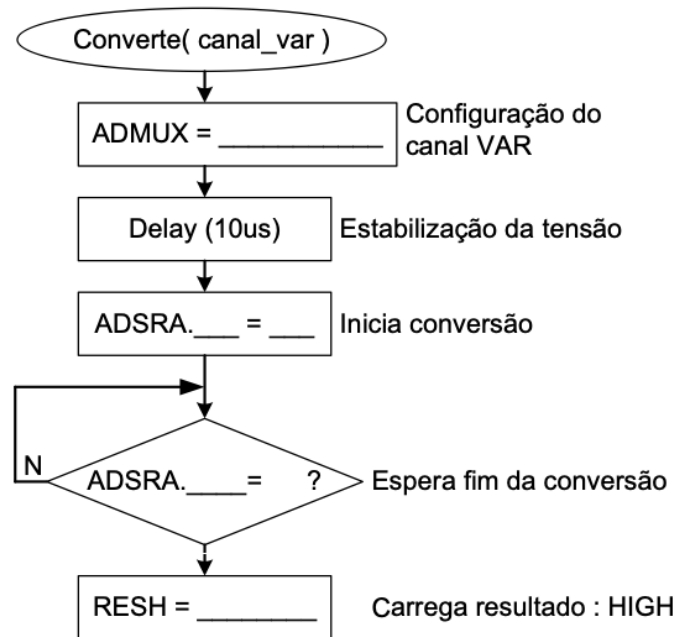 Converte( canal_var )
ADMUX = ___________
Configuração do
canal VAR
Delay (10us)
Estabilização da tensão
ADSRA.___ = ___
Inicia conversão
N
ADSRA.____= ?
Espera fim da conversão
RESH = ________
Carrega resultado : HIGH